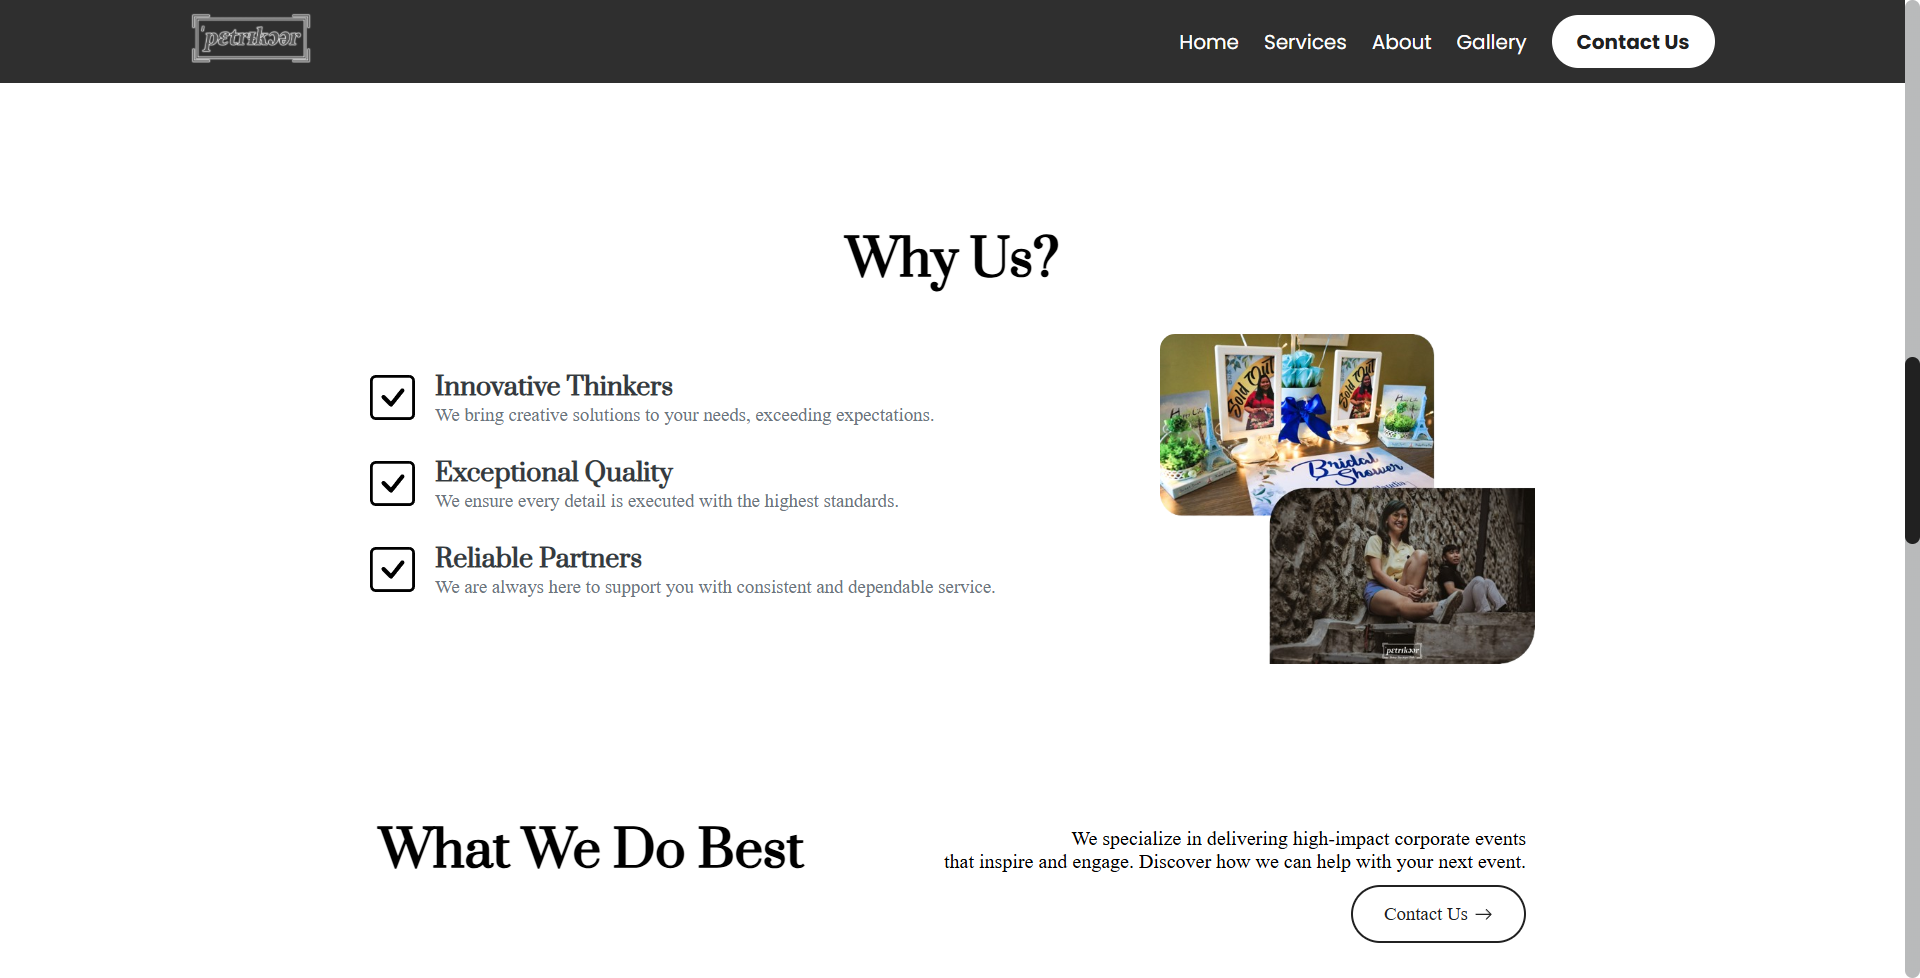 'petrɪkɔər
Home Services About Gallery Contact Us
Why Us?
Innovative Thinkers
We bring creative solutions to your needs, exceeding expectations.
Exceptional Quality
We ensure every detail is executed with the highest standards.
Reliable Partners
We are always here to support you with consistent and dependable service.
Sold Out
Sold Out
Bridal
Shower
petrɪkɔər
What We Do Best
We specialize in delivering high-impact corporate events
that inspire and engage. Discover how we can help with your next event.
Contact Us →